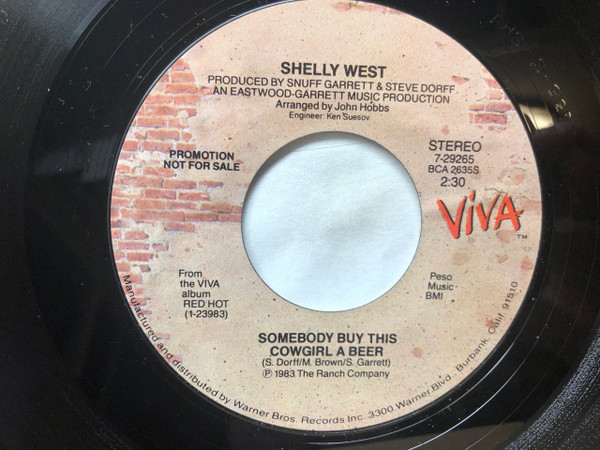 SHELLY WEST
PRODUCED BY SNUFF GARRETT & STEVE DORFF
AN EASTWOOD-GARRETT MUSIC PRODUCTION
Arranged by John Hobbs
Engineer: Ken Suesov
PROMOTION
NOT FOR SALE
STEREO
7-29265
BCA 2635S
2:30
ViVA
TM
From
the VIVA
album
RED HOT
(1-23983)
Peso
Music
BMI
SOMEBODY BUY THIS
COWGIRL A BEER
(S. Dorff/M. Brown/S. Garrett)
Ⓟ 1983 The Ranch Company
Manufactured and distributed by Warner Bros. Records Inc. 3300 Warner Blvd. Burbank, Calif. 91510